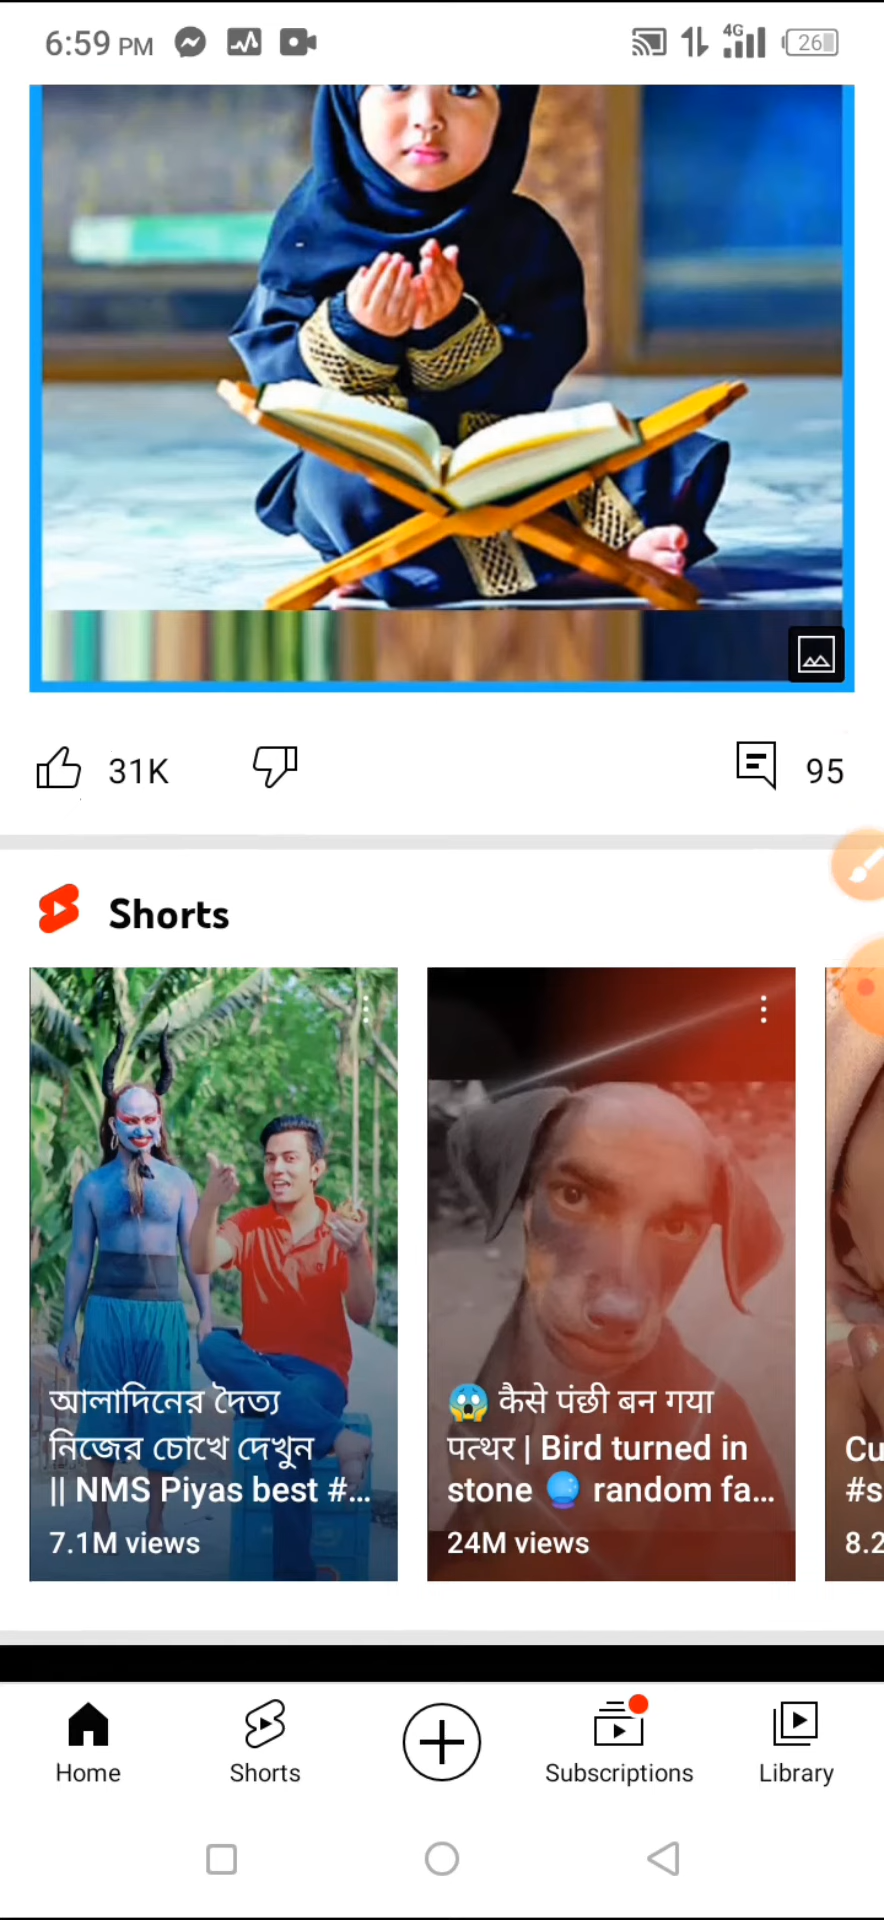 6:59 PM
4G
26
31K
95
Shorts
আলাদিনের দৈত্য
নিজের চোখে দেখুন
|| NMS Piyas best #...
7.1M views
😱 कैसे पंछी बन गया
पत्थर | Bird turned in
stone 🔮 random fa...
24M views
Cu
#s
8.2
Home
Shorts
Subscriptions
Library